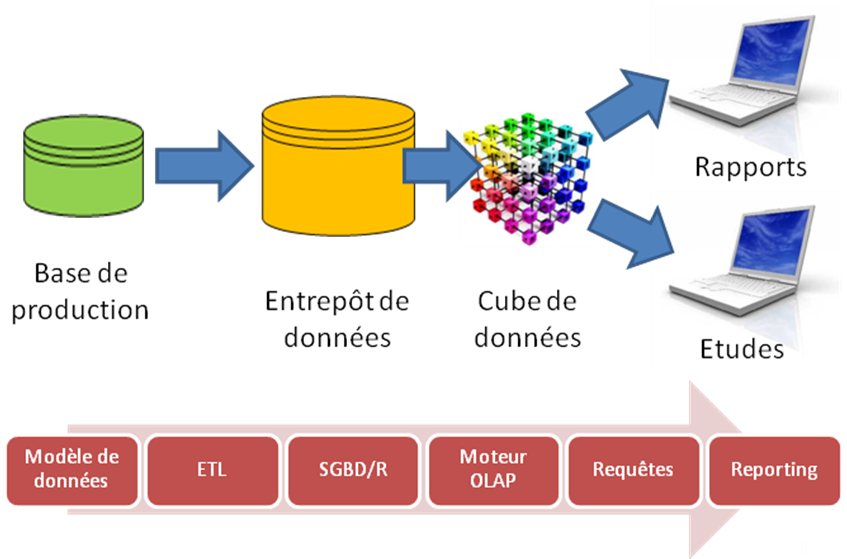 Rapports
Base de
production
Entrepôt de
données
Cube de
données
Etudes
Modèle de
données
ETL
SGBD/R
Moteur
OLAP
Requêtes
Reporting